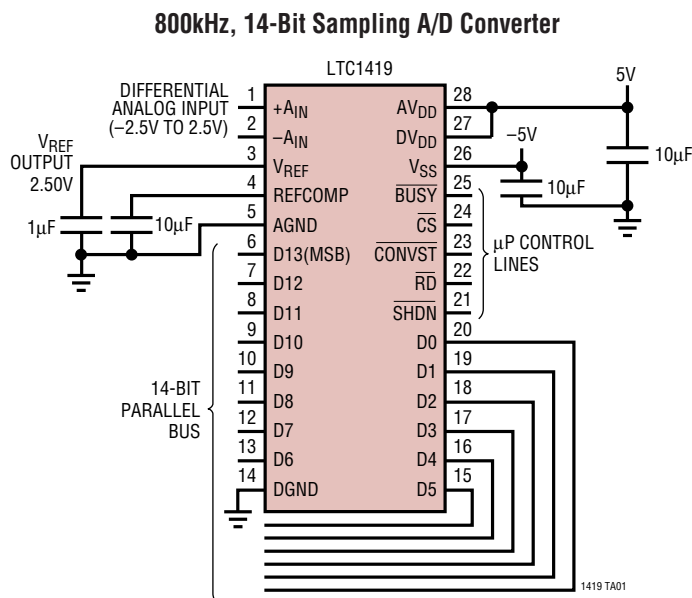 800kHz, 14-Bit Sampling A/D Converter
LTC1419
DIFFERENTIAL
ANALOG INPUT
(–2.5V TO 2.5V)
VREF
OUTPUT
2.50V
1µF
10µF
1 +AIN
2 –AIN
3 VREF
4 REFCOMP
5 AGND
6 D13(MSB)
7 D12
8 D11
9 D10
10 D9
11 D8
12 D7
13 D6
14 DGND
14-BIT
PARALLEL
BUS
AVDD 28
DVDD 27
VSS 26
BUSY 25
CS 24
CONVST 23
RD 22
SHDN 21
D0 20
D1 19
D2 18
D3 17
D4 16
D5 15
5V
–5V
10µF
10µF
µP CONTROL
LINES
1419 TA01